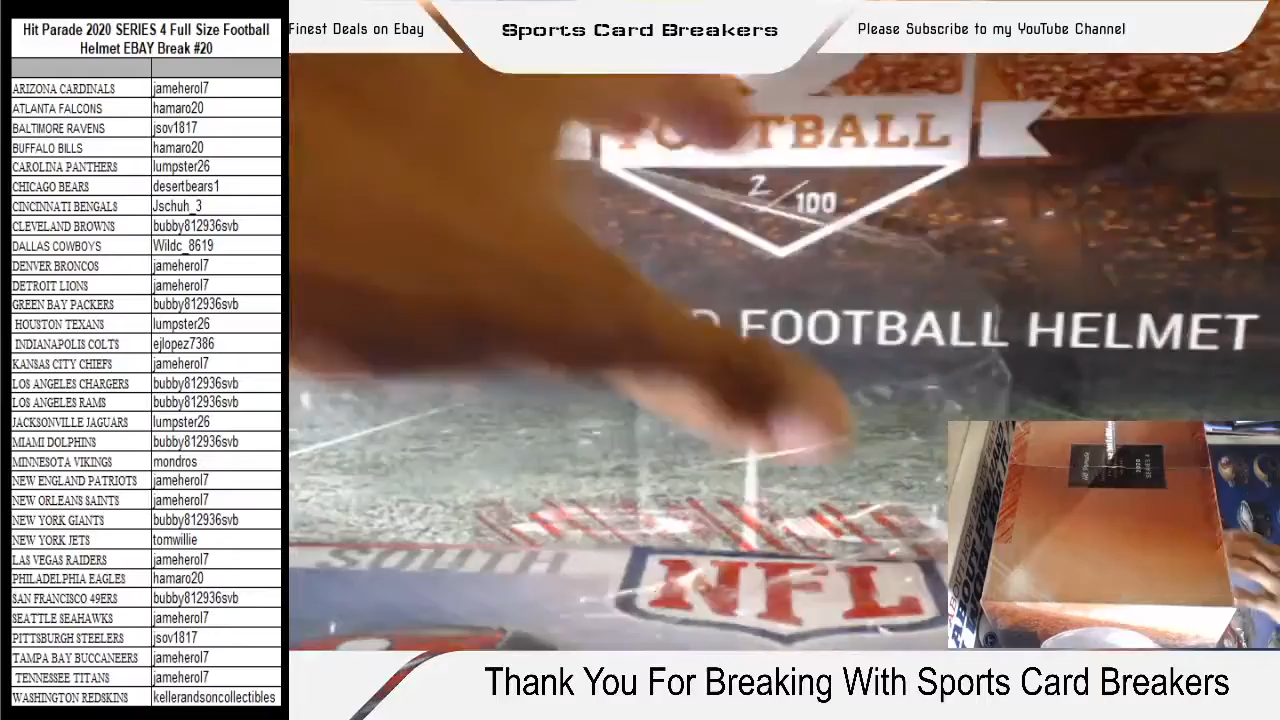 Hit Parade 2020 SERIES 4 Full Size Football
Helmet EBAY Break #20
ARIZONA CARDINALS jameherol7
ATLANTA FALCONS hamaro20
BALTIMORE RAVENS jsov1817
BUFFALO BILLS hamaro20
CAROLINA PANTHERS lumpster26
CHICAGO BEARS desertbears1
CINCINNATI BENGALS Jschuh_3
CLEVELAND BROWNS bubby812936svb
DALLAS COWBOYS Wildc_8619
DENVER BRONCOS jameherol7
DETROIT LIONS jameherol7
GREEN BAY PACKERS bubby812936svb
HOUSTON TEXANS lumpster26
INDIANAPOLIS COLTS ejlopez7386
KANSAS CITY CHIEFS jameherol7
LOS ANGELES CHARGERS bubby812936svb
LOS ANGELES RAMS bubby812936svb
JACKSONVILLE JAGUARS lumpster26
MIAMI DOLPHINS bubby812936svb
MINNESOTA VIKINGS mondros
NEW ENGLAND PATRIOTS jameherol7
NEW ORLEANS SAINTS jameherol7
NEW YORK GIANTS bubby812936svb
NEW YORK JETS tomwillie
LAS VEGAS RAIDERS jameherol7
PHILADELPHIA EAGLES hamaro20
SAN FRANCISCO 49ERS bubby812936svb
SEATTLE SEAHAWKS jameherol7
PITTSBURGH STEELERS jsov1817
TAMPA BAY BUCCANEERS jameherol7
TENNESSEE TITANS jameherol7
WASHINGTON REDSKINS kellerandsoncollectibles
Finest Deals on Ebay
Sports Card Breakers
Please Subscribe to my YouTube Channel
FOOTBALL
2/100
FOOTBALL HELMET
SOUTH
NFL
Hit Parade
2020
SERIES 4
Thank You For Breaking With Sports Card Breakers